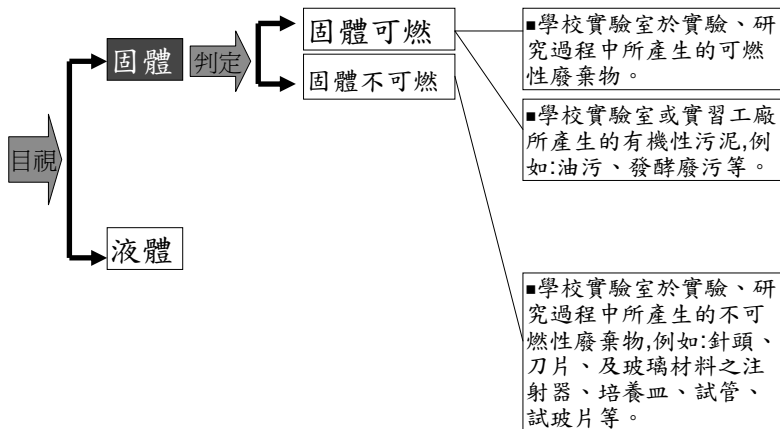 目視
固體
判定
固體可燃
固體不可燃
液體
■學校實驗室於實驗、研
究過程中所產生的可燃
性廢棄物。
■學校實驗室或實習工廠
所產生的有機性污泥,例
如:油污、發酵廢污等。
■學校實驗室於實驗、研
究過程中所產生的不可
燃性廢棄物,例如:針頭、
刀片、及玻璃材料之注
射器、培養皿、試管、
試玻片等。